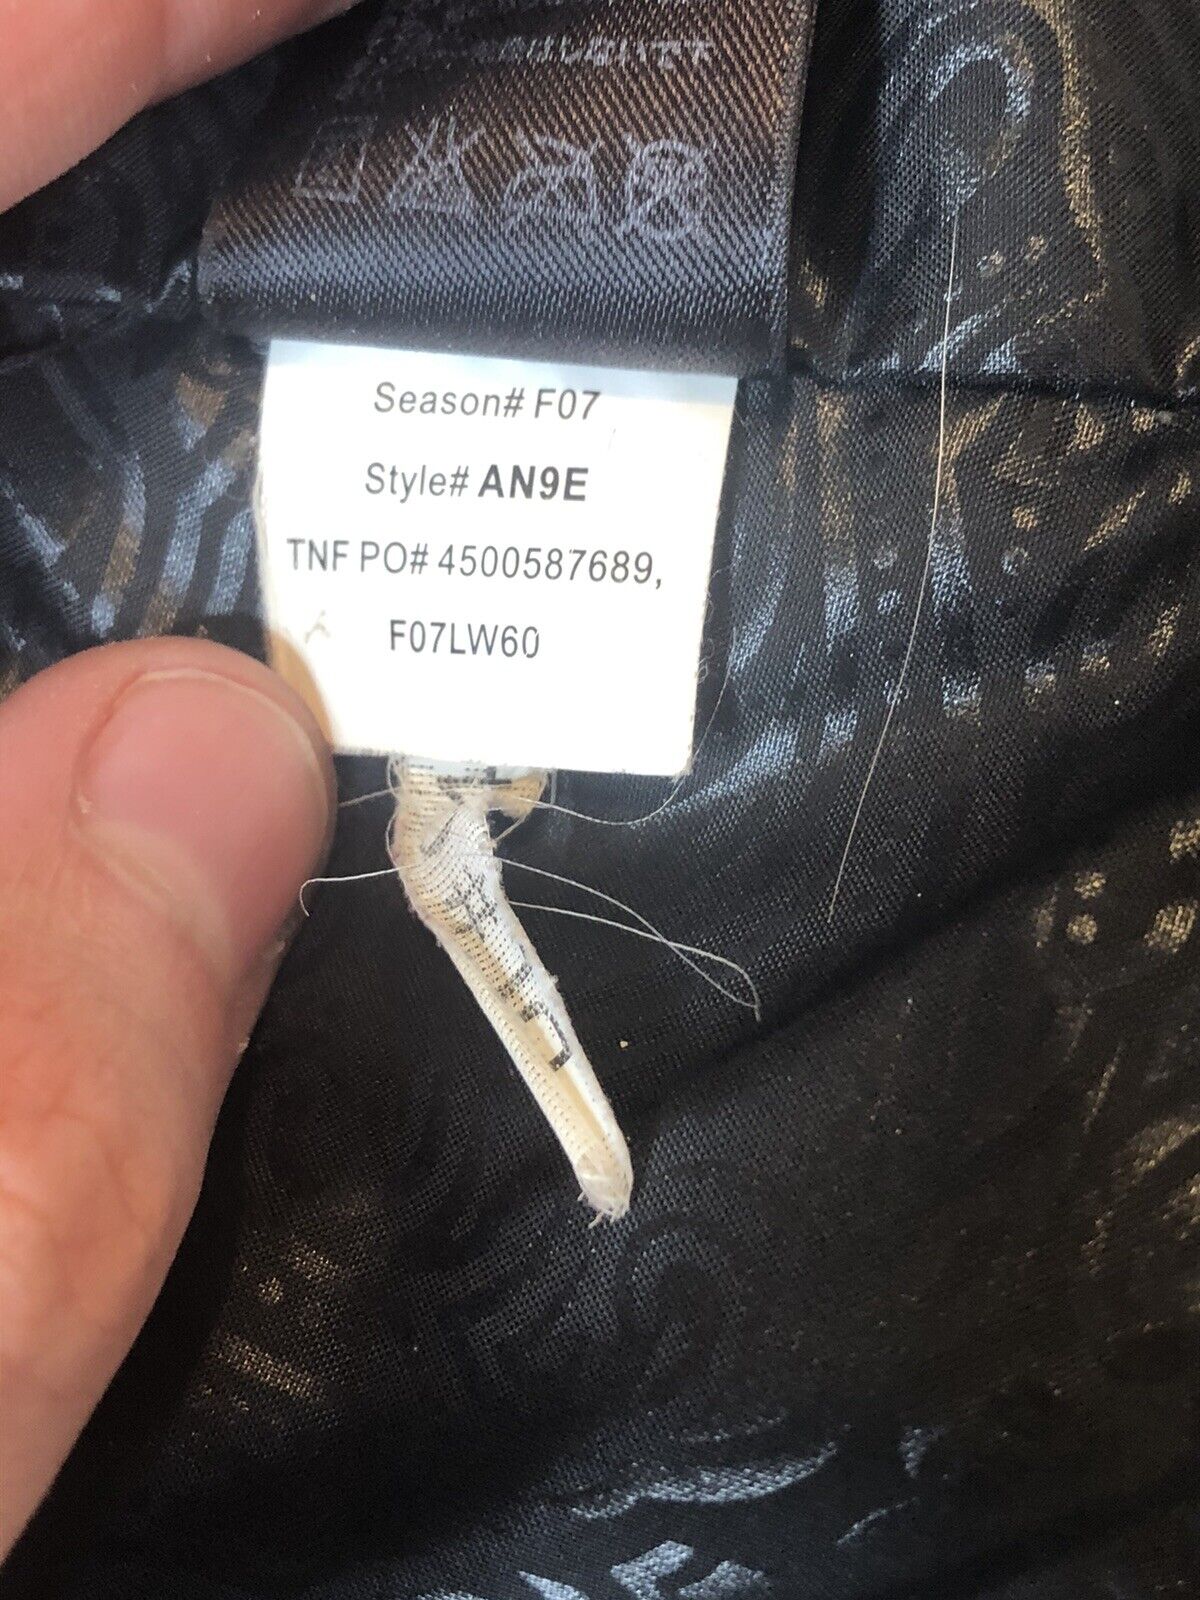 Season# F07
Style# AN9E
TNF PO# 4500587689,
F07LW60